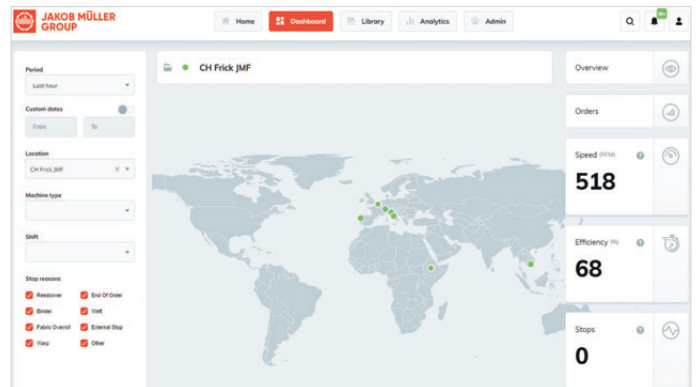 JAKOB MÜLLER
GROUP
Home
Dashboard
Library
Analytics
Admin
Period
Last hour
Custom dates
From
To
Location
CH Frick JMF
Machine type
Shift
Stop reasons
Reedcover
End Of Order
Binder
Weft
Fabric Overroll
External Stop
Warp
Other
CH Frick JMF
Overview
Orders
Speed (RPM)
518
Efficiency (%)
68
Stops
0